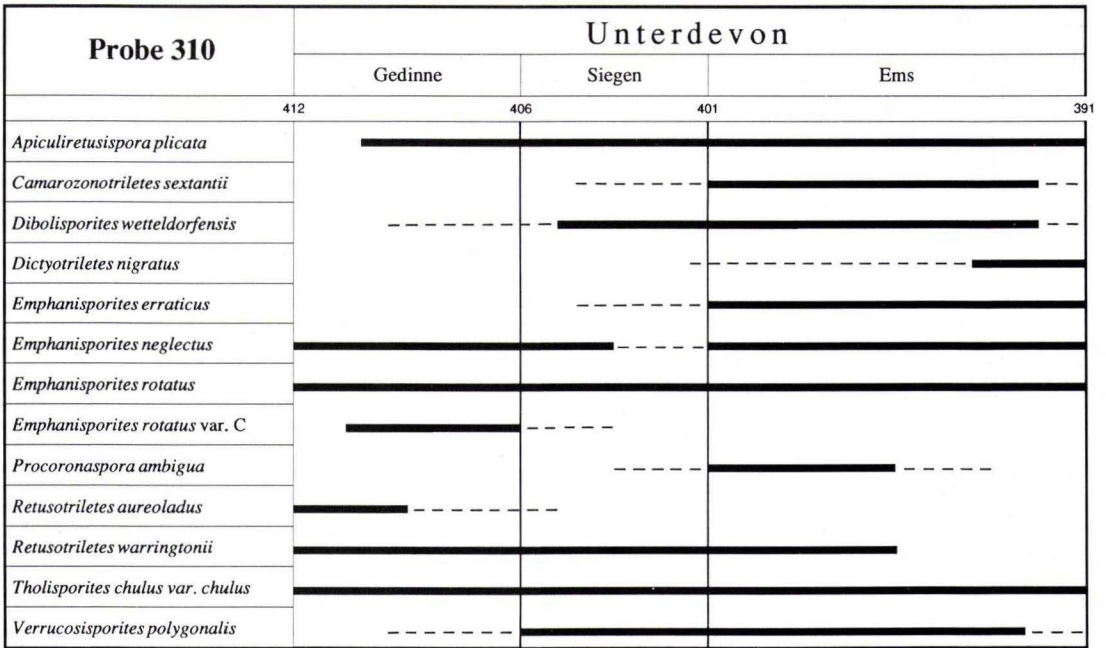 Probe 310
Unterdevon
Gedinne Siegen Ems
412 406 401 391
Apiculiretusispora plicata
Camarozonotriletes sextantii
Dibolisporites wetteldorfensis
Dictyotriletes nigratus
Emphanisporites erraticus
Emphanisporites neglectus
Emphanisporites rotatus
Emphanisporites rotatus var. C
Procoronaspora ambigua
Retusotriletes aureoladus
Retusotriletes warringtonii
Tholisporites chulus var. chulus
Verrucosisporites polygonalis